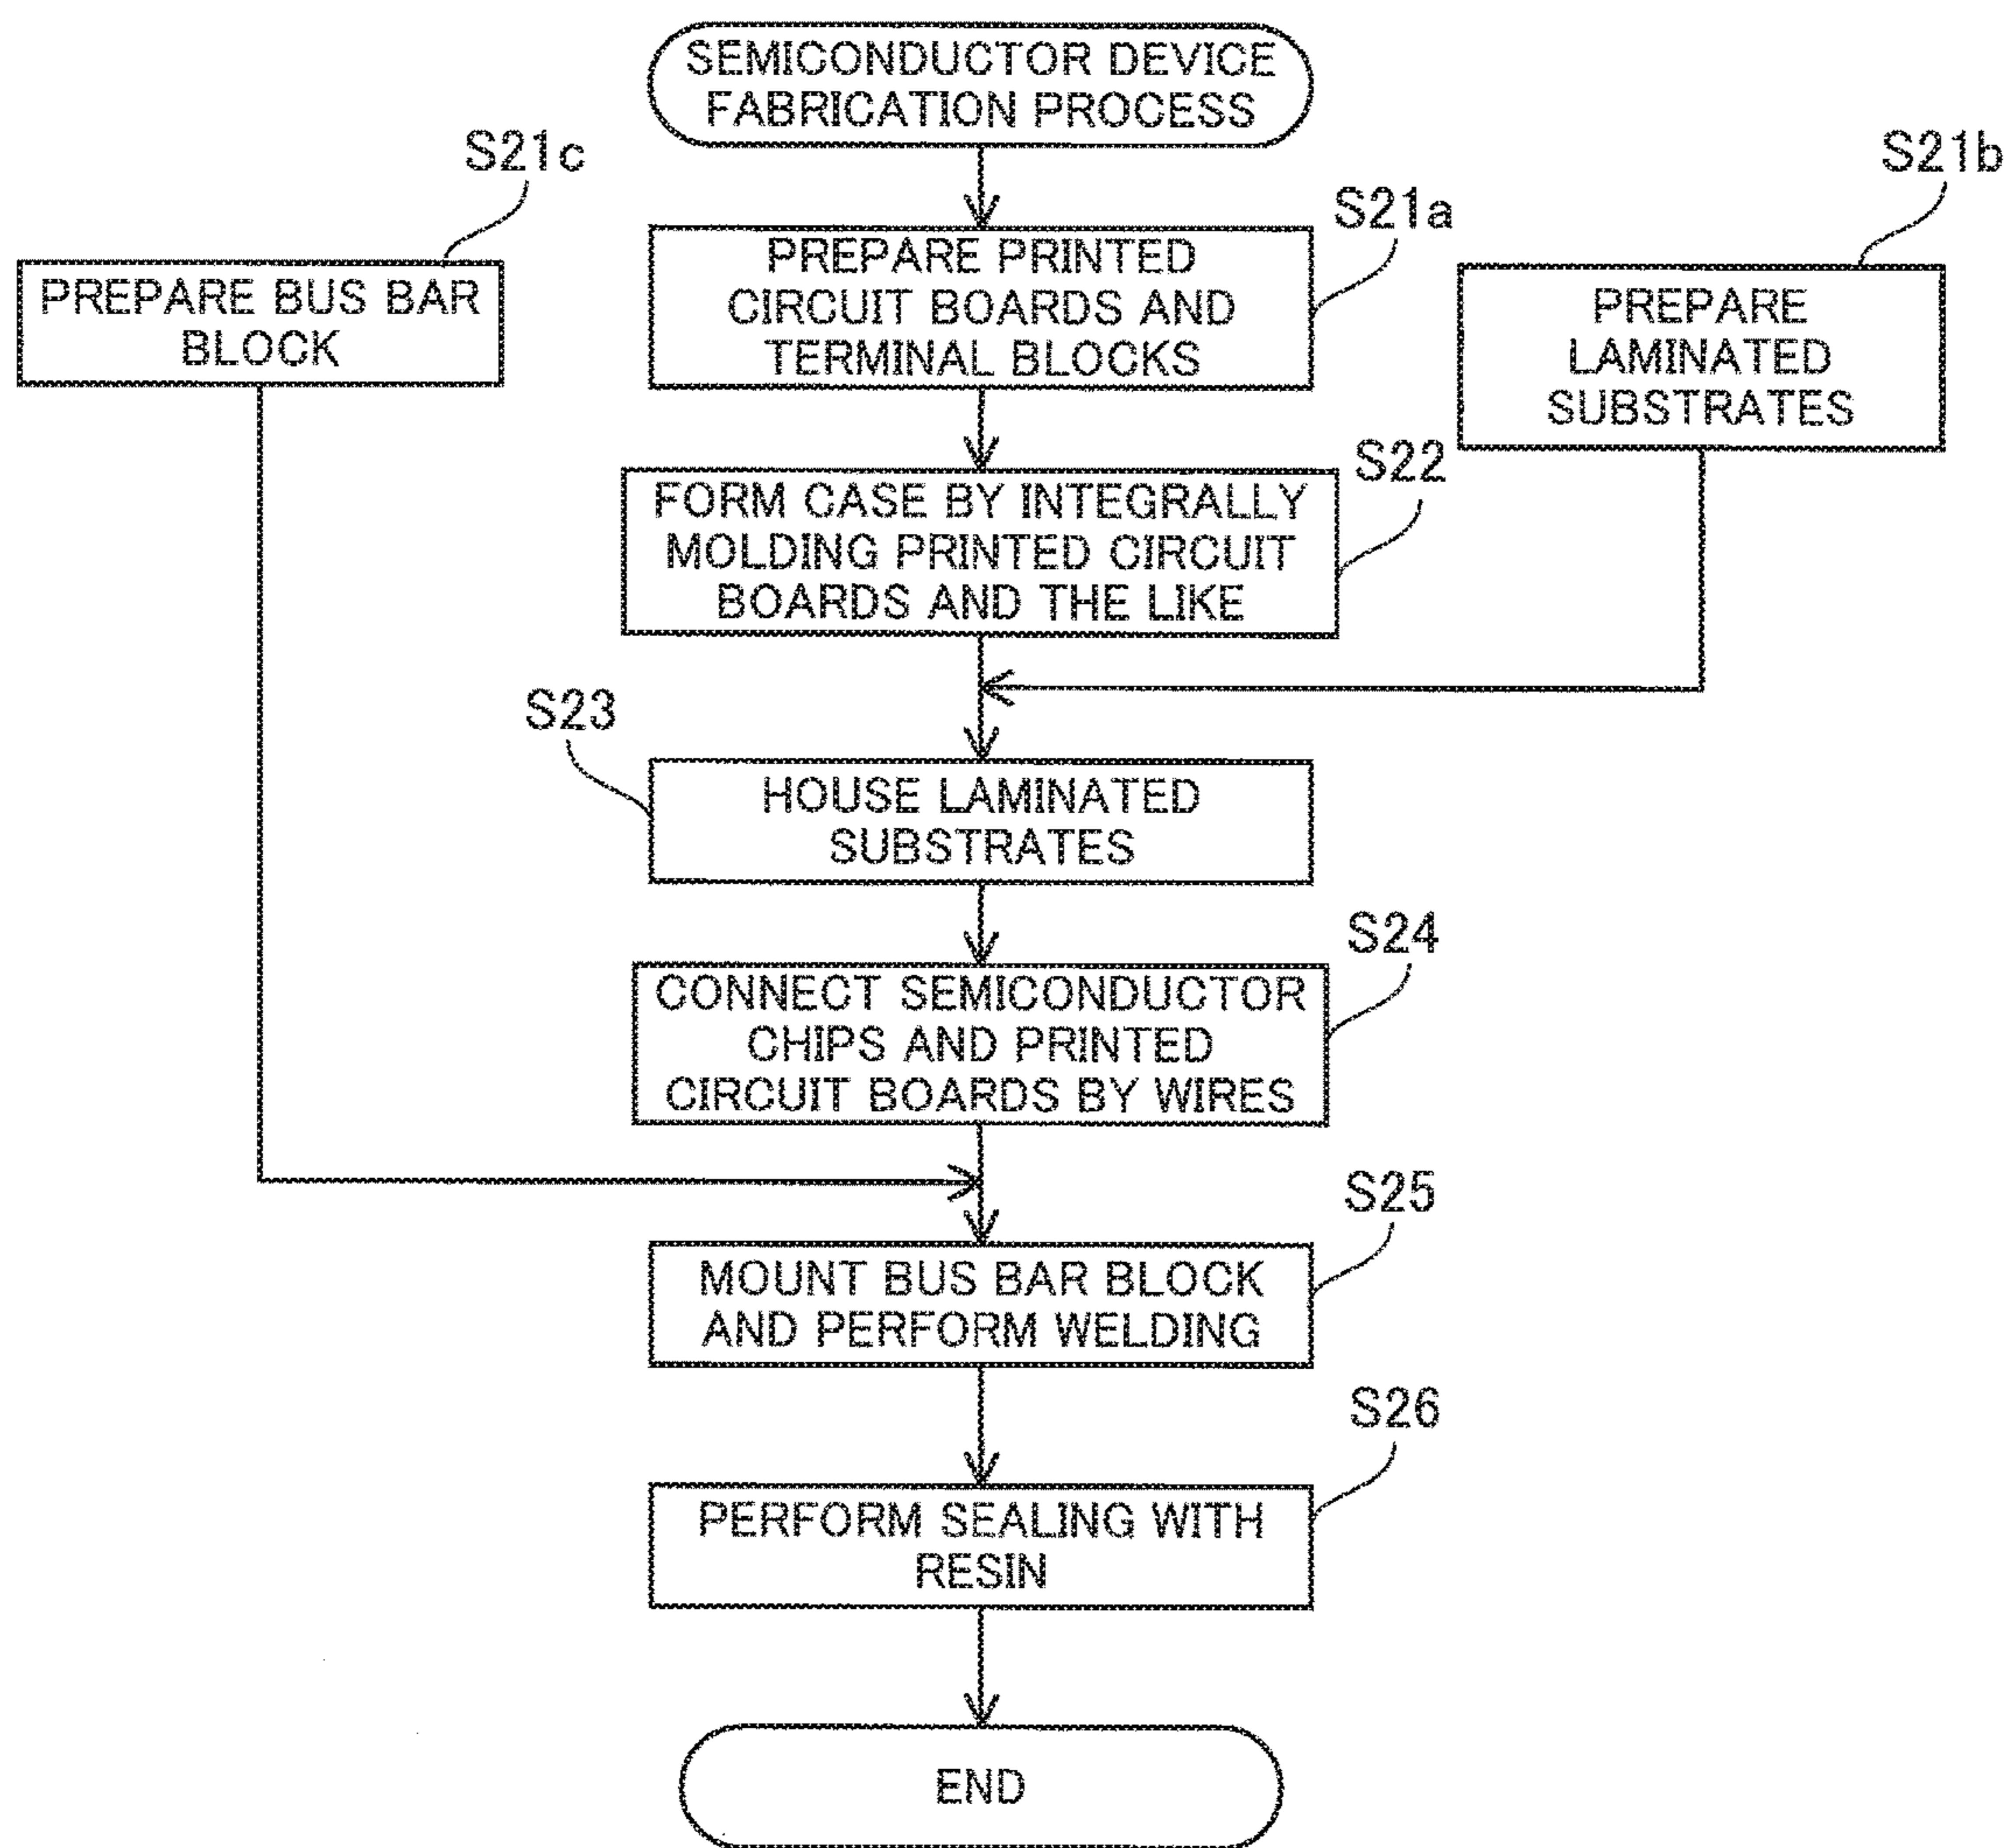 SEMICONDUCTOR DEVICE
FABRICATION PROCESS
S21c
S21b
S21a
PREPARE BUS BAR
BLOCK
PREPARE PRINTED
CIRCUIT BOARDS AND
TERMINAL BLOCKS
PREPARE
LAMINATED
SUBSTRATES
S22
FORM CASE BY INTEGRALLY
MOLDING PRINTED CIRCUIT
BOARDS AND THE LIKE
S23
HOUSE LAMINATED
SUBSTRATES
S24
CONNECT SEMICONDUCTOR
CHIPS AND PRINTED
CIRCUIT BOARDS BY WIRES
S25
MOUNT BUS BAR BLOCK
AND PERFORM WELDING
S26
PERFORM SEALING WITH
RESIN
END